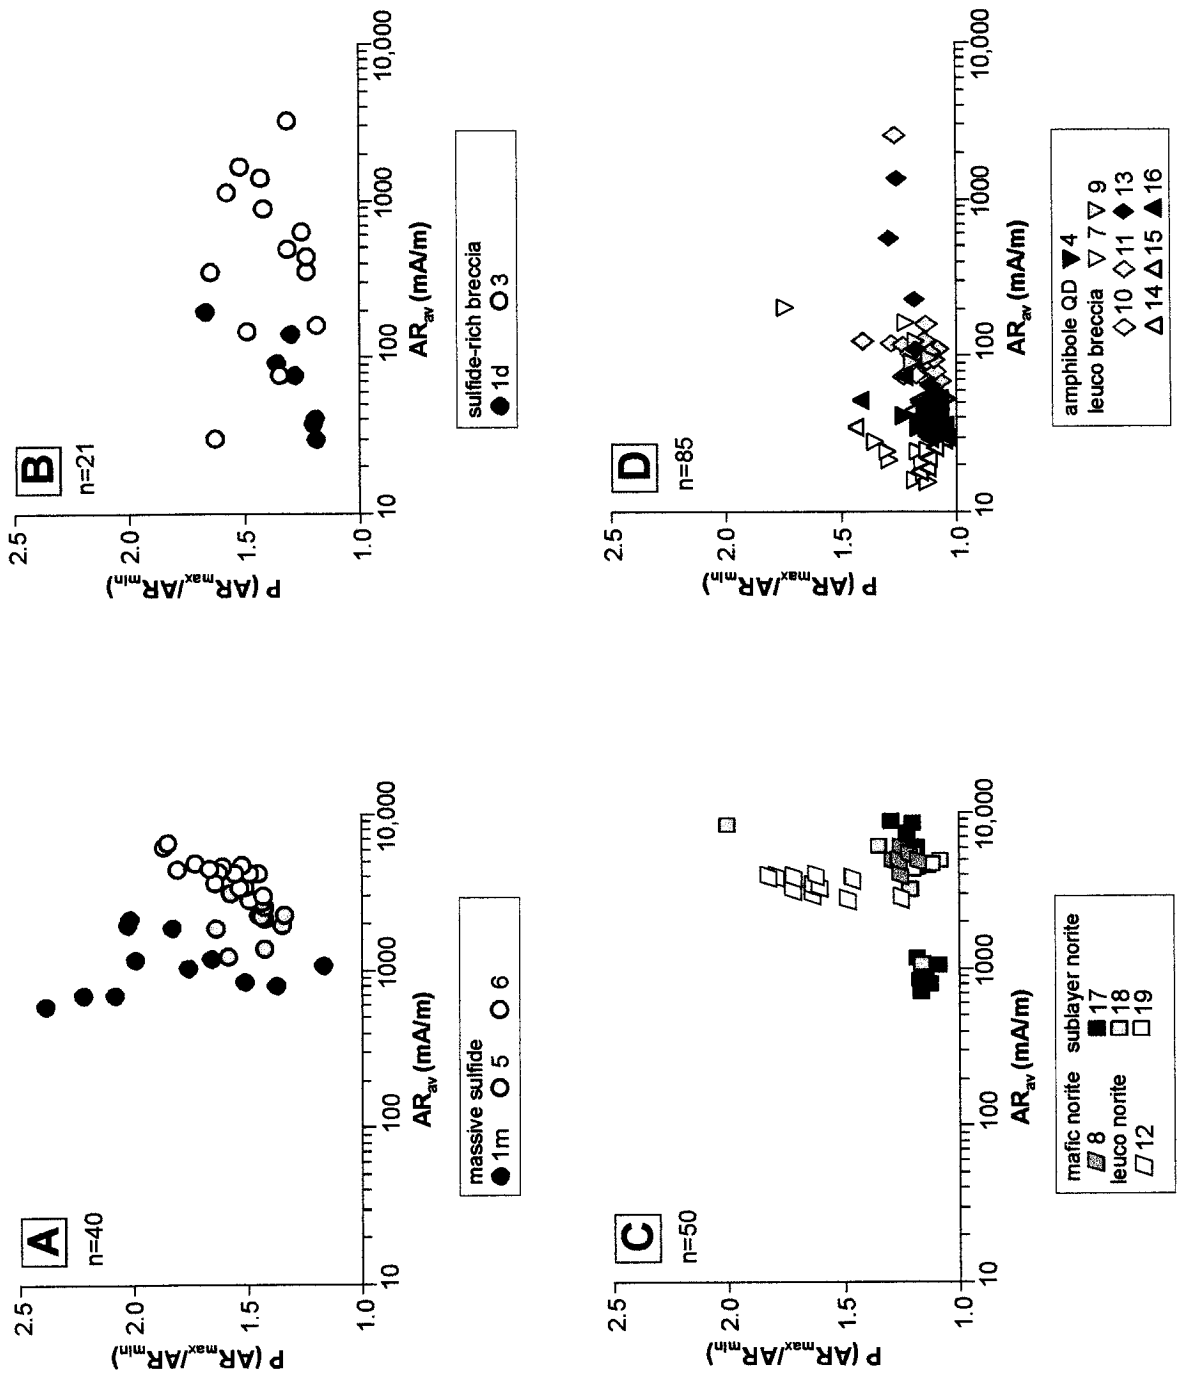 A
n=40
2.5
2.0
1.5
1.0
P (ARmax/ARmin)
10
100
1000
10,000
ARav (mA/m)
massive sulfide
1m 5 6
B
n=21
2.5
2.0
1.5
1.0
P (ARmax/ARmin)
10
100
1000
10,000
ARav (mA/m)
sulfide-rich breccia
1d 3
C
n=50
2.5
2.0
1.5
1.0
P (ARmax/ARmin)
10
100
1000
10,000
ARav (mA/m)
mafic norite sublayer norite
8 17
leuco norite 18
12 19
D
n=85
2.5
2.0
1.5
1.0
P (ARmax/ARmin)
10
100
1000
10,000
ARav (mA/m)
amphibole QD 4
leuco breccia 7 9
10 11 13
14 15 16